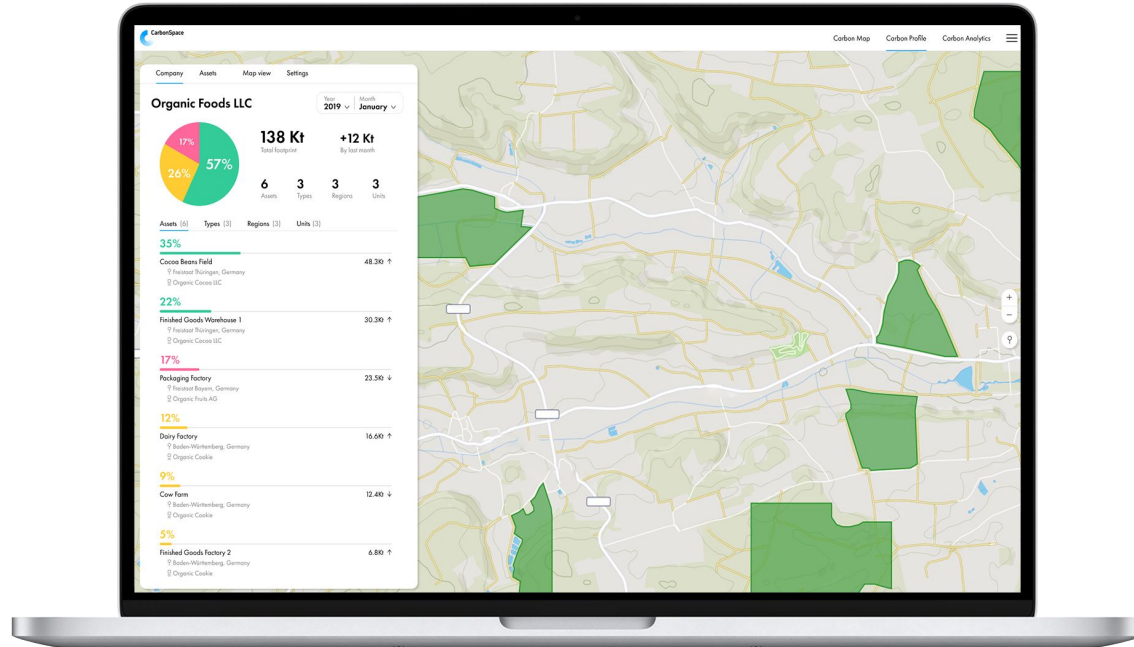 CarbonSpace
Carbon Map Carbon Profile Carbon Analytics
Company Assets Map view Settings
Organic Foods LLC
Year Month
2019 January
17%
57%
26%
138 Kt +12 Kt
Total footprint By last month
6 3 3 3
Assets Types Regions Units
Assets (6) Types (3) Regions (3) Units (3)
35%
Cocoa Beans Field 48.3Kt ↑
Freistaat Thüringen, Germany
Organic Cocoa LLC
22%
Finished Goods Warehouse 1 30.3Kt ↑
Freistaat Thüringen, Germany
Organic Cocoa LLC
17%
Packaging Factory 23.5Kt ↓
Freistaat Bayern, Germany
Organic Fruits AG
12%
Dairy Factory 16.6Kt ↑
Baden-Württemberg, Germany
Organic Cookie
9%
Cow Farm 12.4Kt ↓
Baden-Württemberg, Germany
Organic Cookie
5%
Finished Goods Factory 2 6.8Kt ↑
Baden-Württemberg, Germany
Organic Cookie
+
−